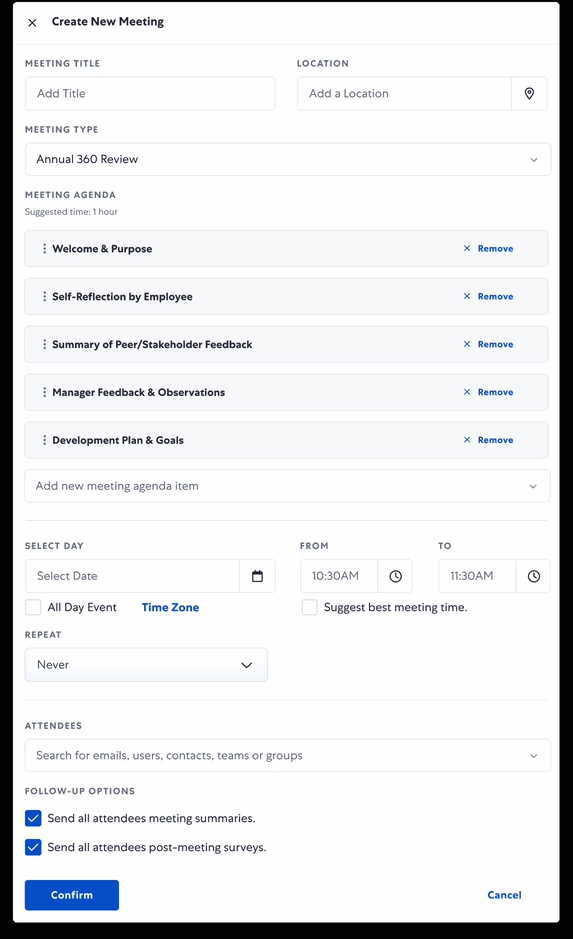 Create New Meeting
MEETING TITLE
LOCATION
Add Title
Add a Location
MEETING TYPE
Annual 360 Review
MEETING AGENDA
Suggested time: 1 hour
Welcome & Purpose
Remove
Self-Reflection by Employee
Remove
Summary of Peer/Stakeholder Feedback
Remove
Manager Feedback & Observations
Remove
Development Plan & Goals
Remove
Add new meeting agenda item
SELECT DAY
FROM
TO
Select Date
10:30AM
11:30AM
All Day Event
Time Zone
Suggest best meeting time.
REPEAT
Never
ATTENDEES
Search for emails, users, contacts, teams or groups
FOLLOW-UP OPTIONS
Send all attendees meeting summaries.
Send all attendees post-meeting surveys.
Confirm
Cancel